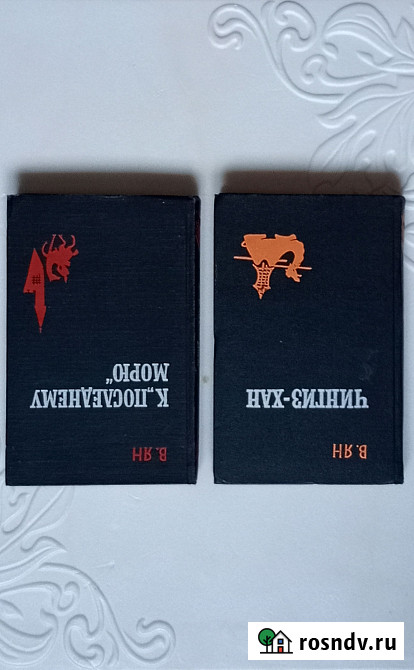 В. ЯН
К „ПОСЛЕДНЕМУ
МОРЮ“
В. ЯН
ЧИНГИЗ-ХАН
rosndv.ru